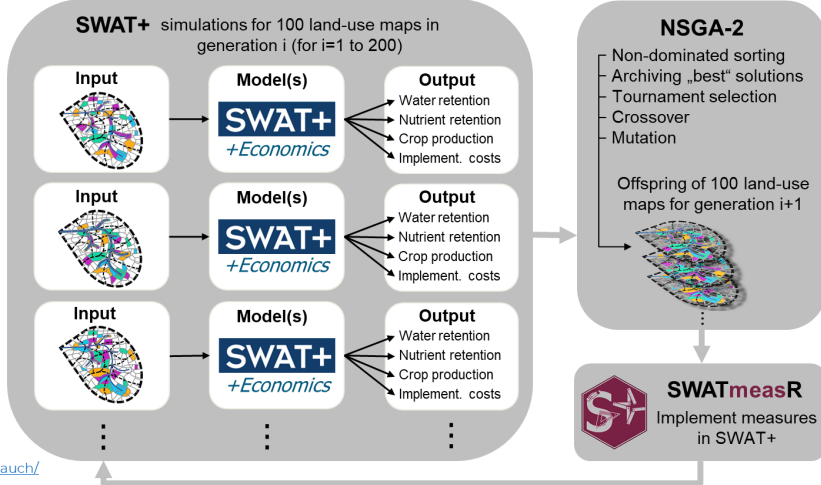 SWAT+ simulations for 100 land-use maps in
generation i (for i=1 to 200)
Input
Model(s)
Output
SWAT+
+Economics
Water retention
Nutrient retention
Crop production
Implement. costs
Input
Model(s)
Output
SWAT+
+Economics
Water retention
Nutrient retention
Crop production
Implement. costs
Input
Model(s)
Output
SWAT+
+Economics
Water retention
Nutrient retention
Crop production
Implement. costs
auch/
NSGA-2
Non-dominated sorting
Archiving „best“ solutions
Tournament selection
Crossover
Mutation
Offspring of 100 land-use
maps for generation i+1
S+
SWATmeasR
Implement measures
in SWAT+